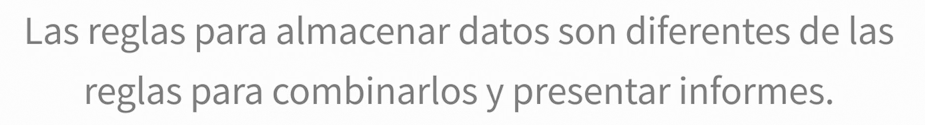 Las reglas para almacenar datos son diferentes de las
reglas para combinarlos y presentar informes.